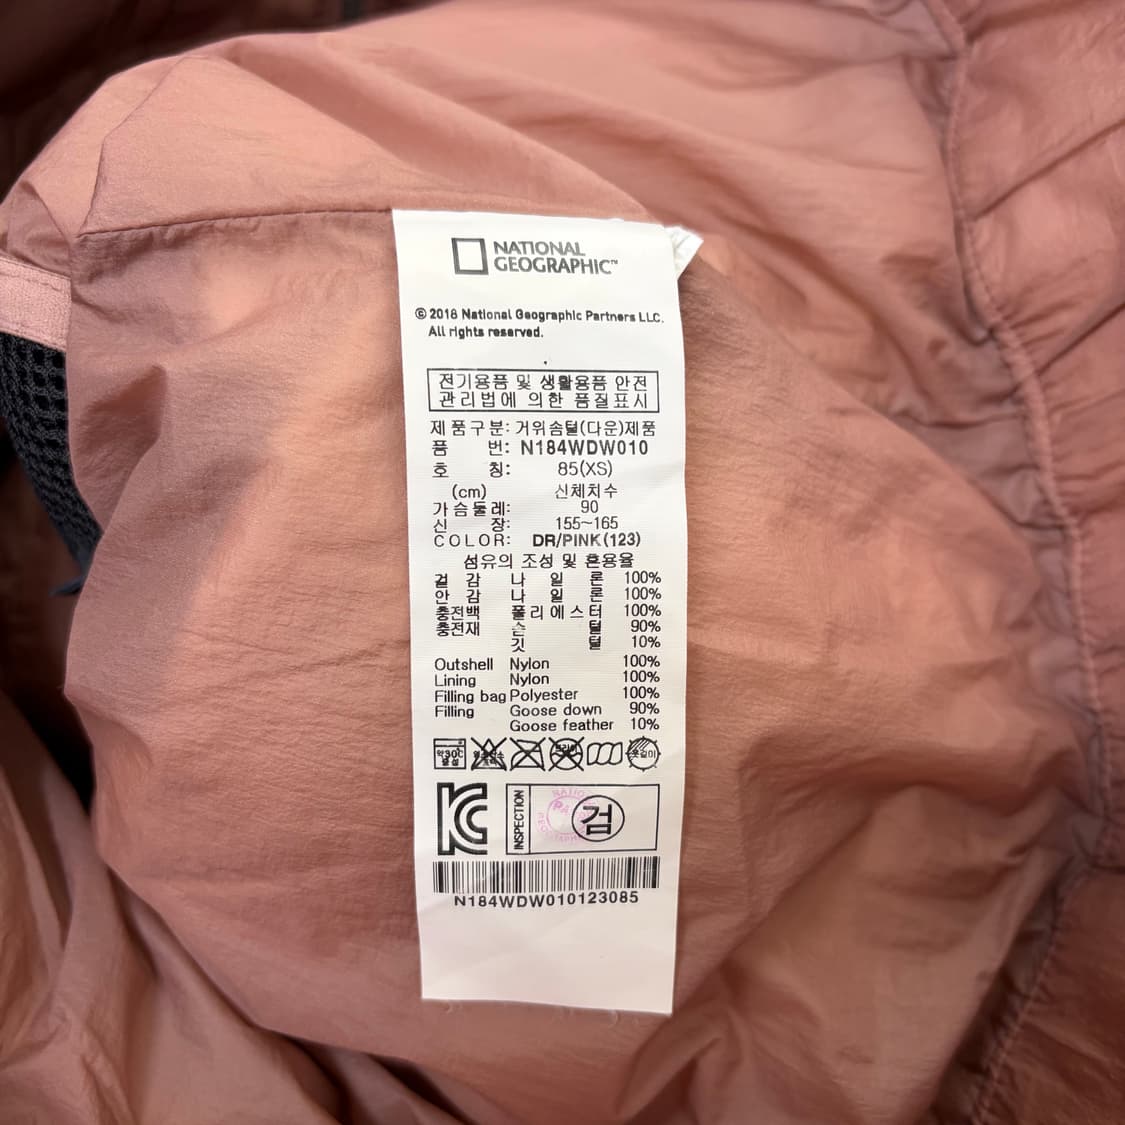 NATIONAL
GEOGRAPHIC™
© 2018 National Geographic Partners LLC.
All rights reserved.
전기용품 및 생활용품 안전
관리법에 의한 품질표시
제품구분: 거위솜털(다운)제품
품 번: N184WDW010
호 칭: 85(XS)
(cm) 신체치수
가슴둘레: 90
신 장: 155~165
COLOR: DR/PINK(123)
섬유의 조성 및 혼용율
겉 감 나 일 론 100%
안 감 나 일 론 100%
충전백 폴리에스터 100%
충전재 솜 털 90%
깃 털 10%
Outshell Nylon 100%
Lining Nylon 100%
Filling bag Polyester 100%
Filling Goose down 90%
Goose feather 10%
약30℃ 옷걸이
INSPECTION 검
N184WDW010123085